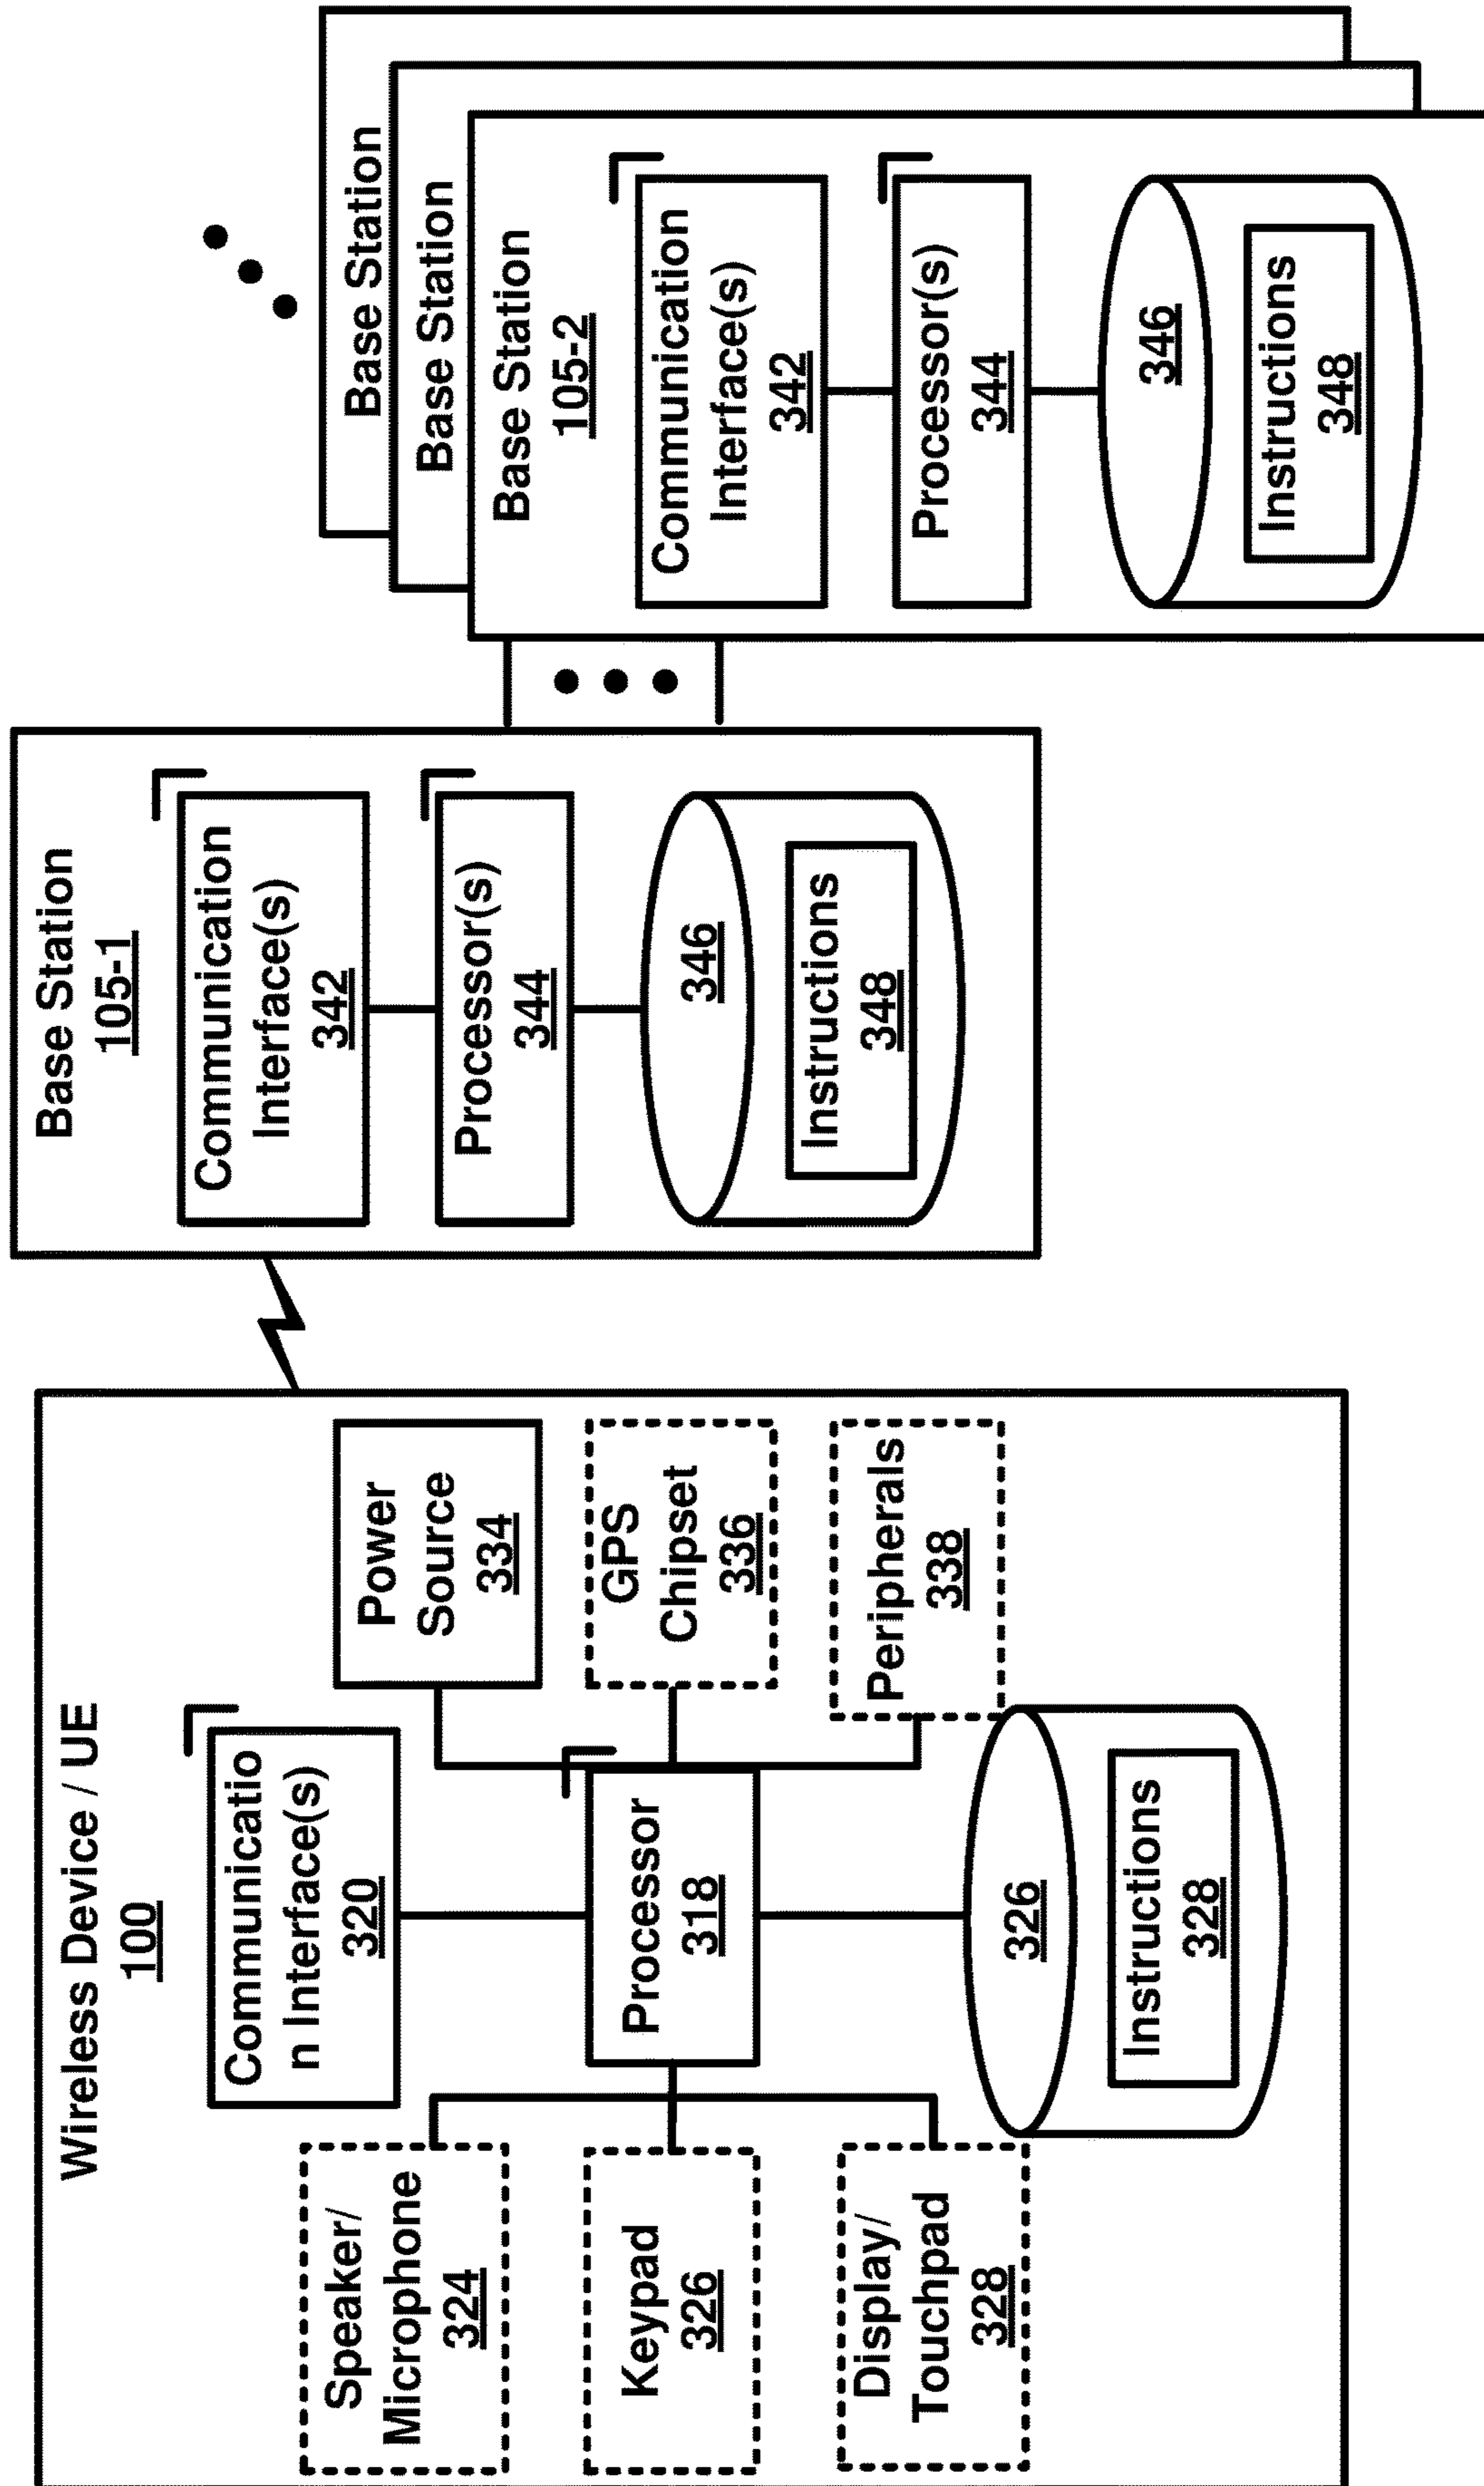 Wireless Device / UE
100
Communicatio
n Interface(s)
320
Speaker/
Microphone
324
Power
Source
334
Processor
318
Keypad
326
GPS
Chipset
336
Display/
Touchpad
328
Peripherals
338
326
Instructions
328
Base Station
105-1
Communication
Interface(s)
342
Processor(s)
344
346
Instructions
348
Base Station
Base Station
Base Station
105-2
Communication
Interface(s)
342
Processor(s)
344
346
Instructions
348